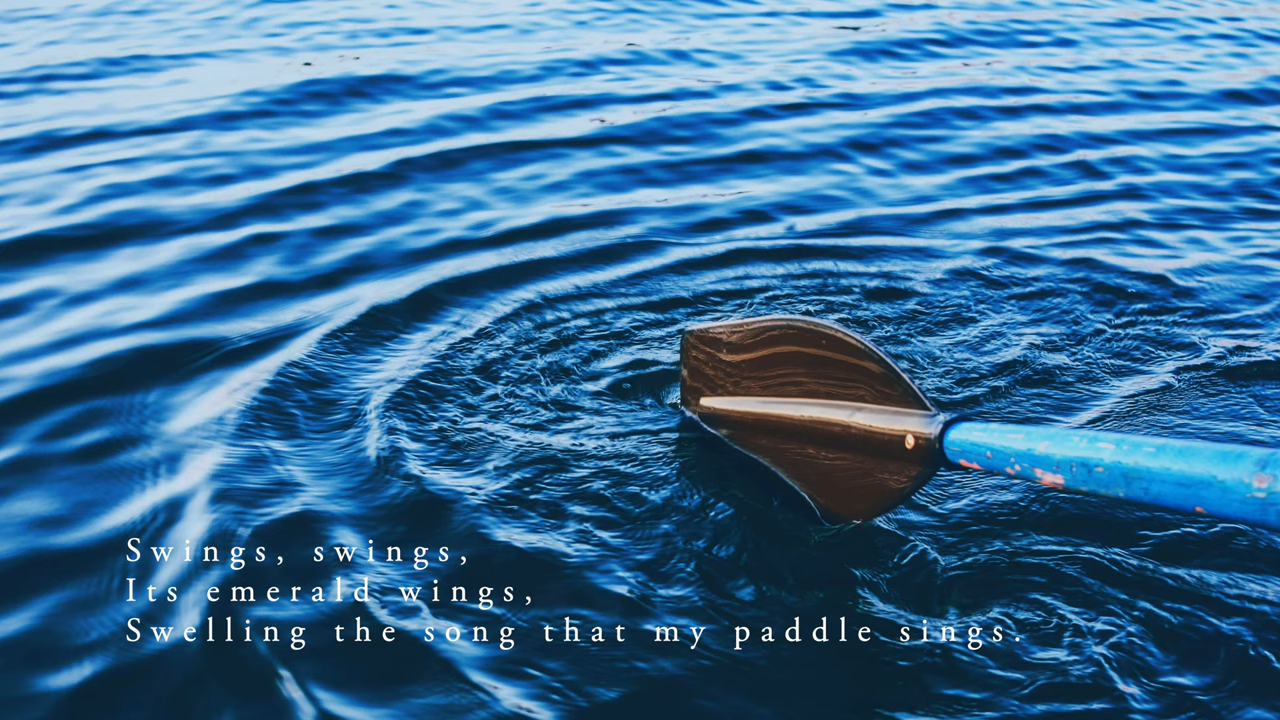 Swings, swings,
Its emerald wings,
Swelling the song that my paddle sings.